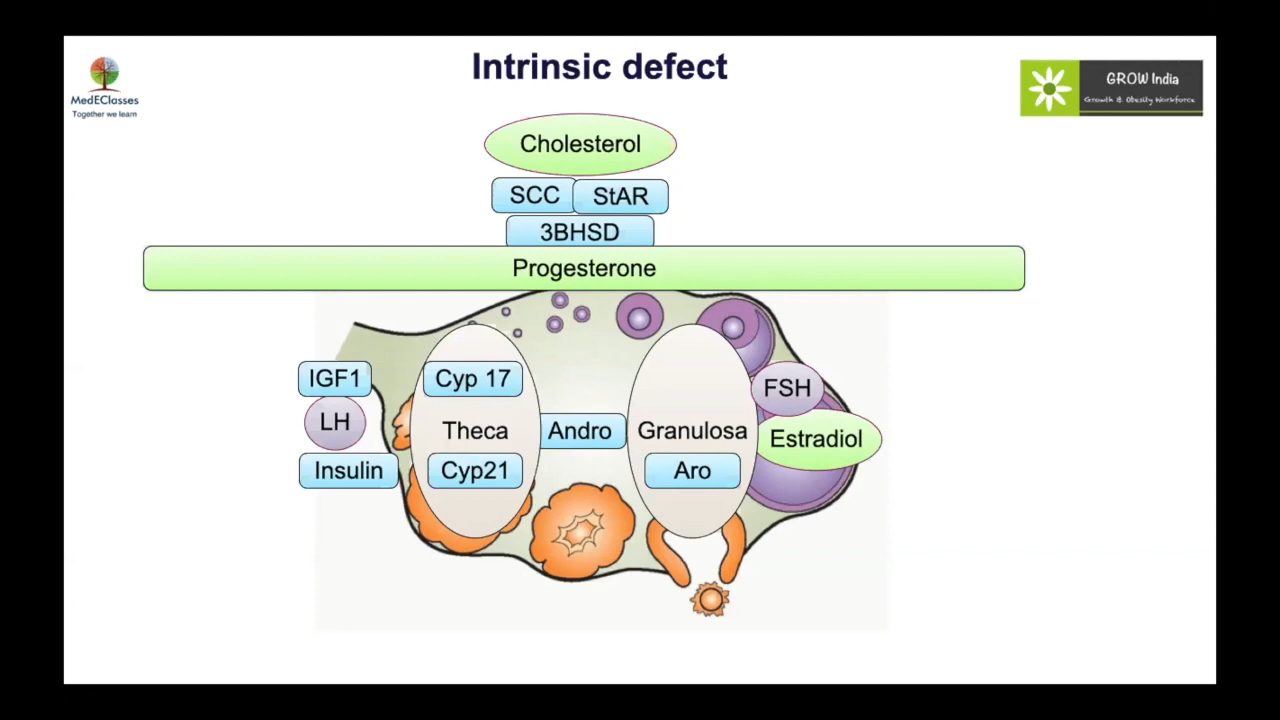 Intrinsic defect
MedEClasses
Together we learn
GROW India
Growth & Obesity Workforce
Cholesterol
SCC
StAR
3BHSD
Progesterone
IGF1
LH
Insulin
Cyp 17
Theca
Cyp21
Andro
Granulosa
Aro
FSH
Estradiol